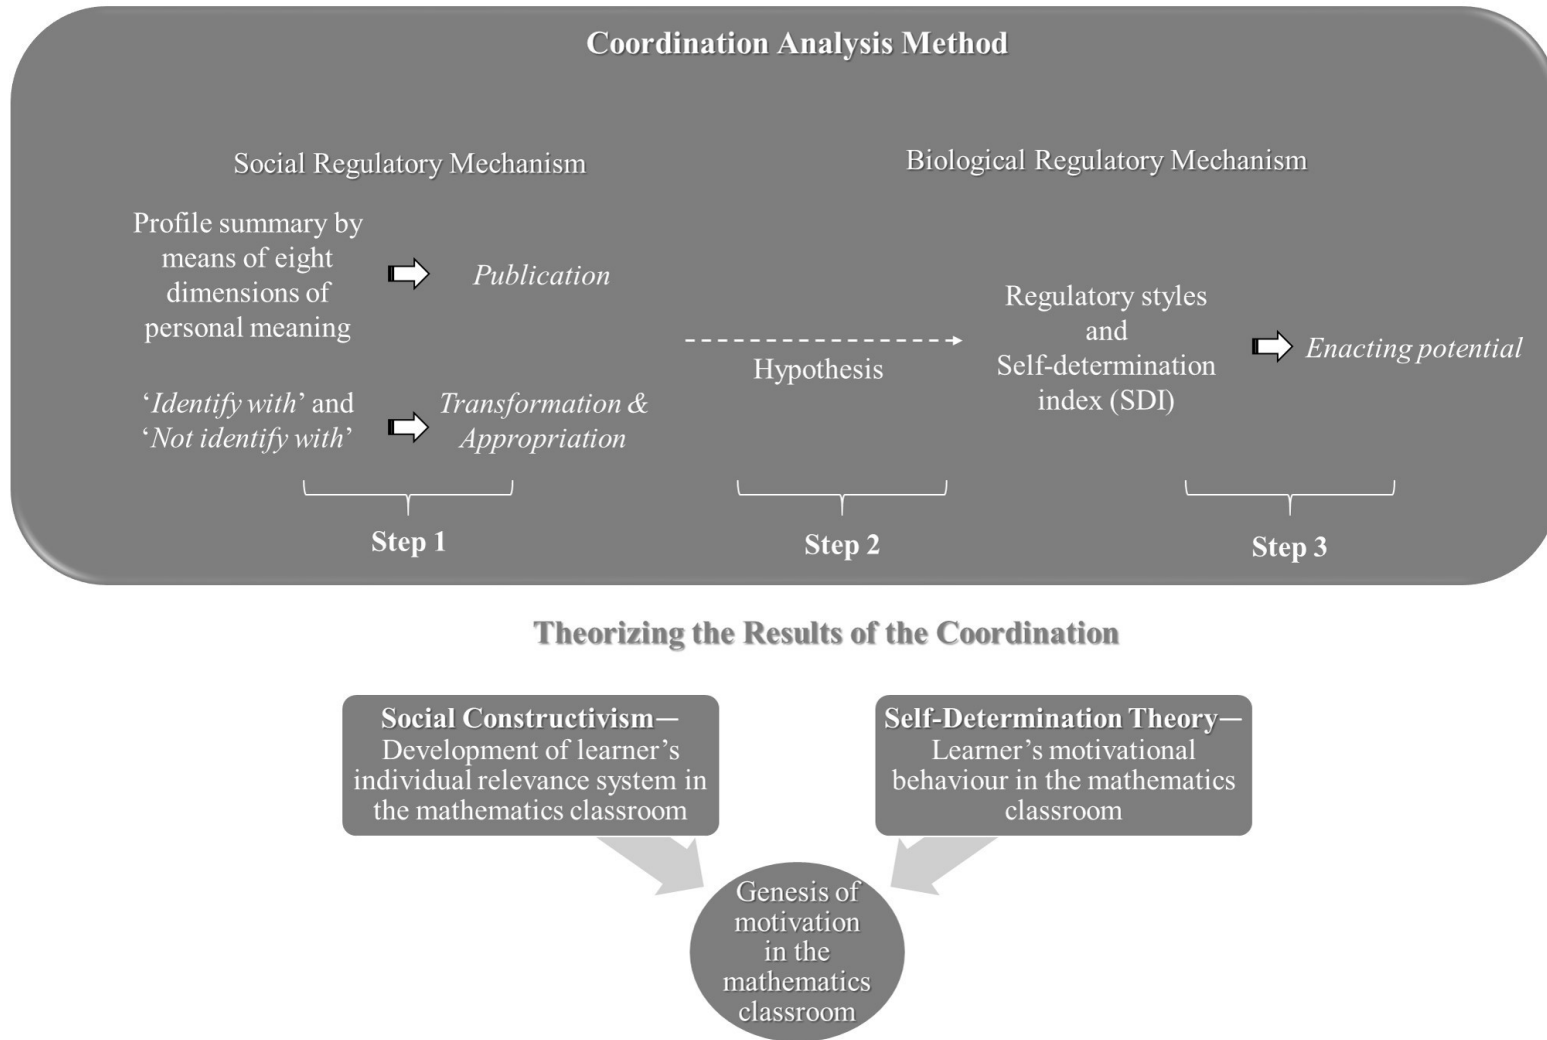 Coordination Analysis Method
Social Regulatory Mechanism
Biological Regulatory Mechanism
Profile summary by
means of eight
dimensions of
personal meaning
Publication
‘Identify with’ and
‘Not identify with’
Transformation &
Appropriation
Hypothesis
Regulatory styles
and
Self-determination
index (SDI)
Enacting potential
Step 1
Step 2
Step 3
Theorizing the Results of the Coordination
Social Constructivism—
Development of learner’s
individual relevance system in
the mathematics classroom
Self-Determination Theory—
Learner’s motivational
behaviour in the mathematics
classroom
Genesis of
motivation
in the
mathematics
classroom